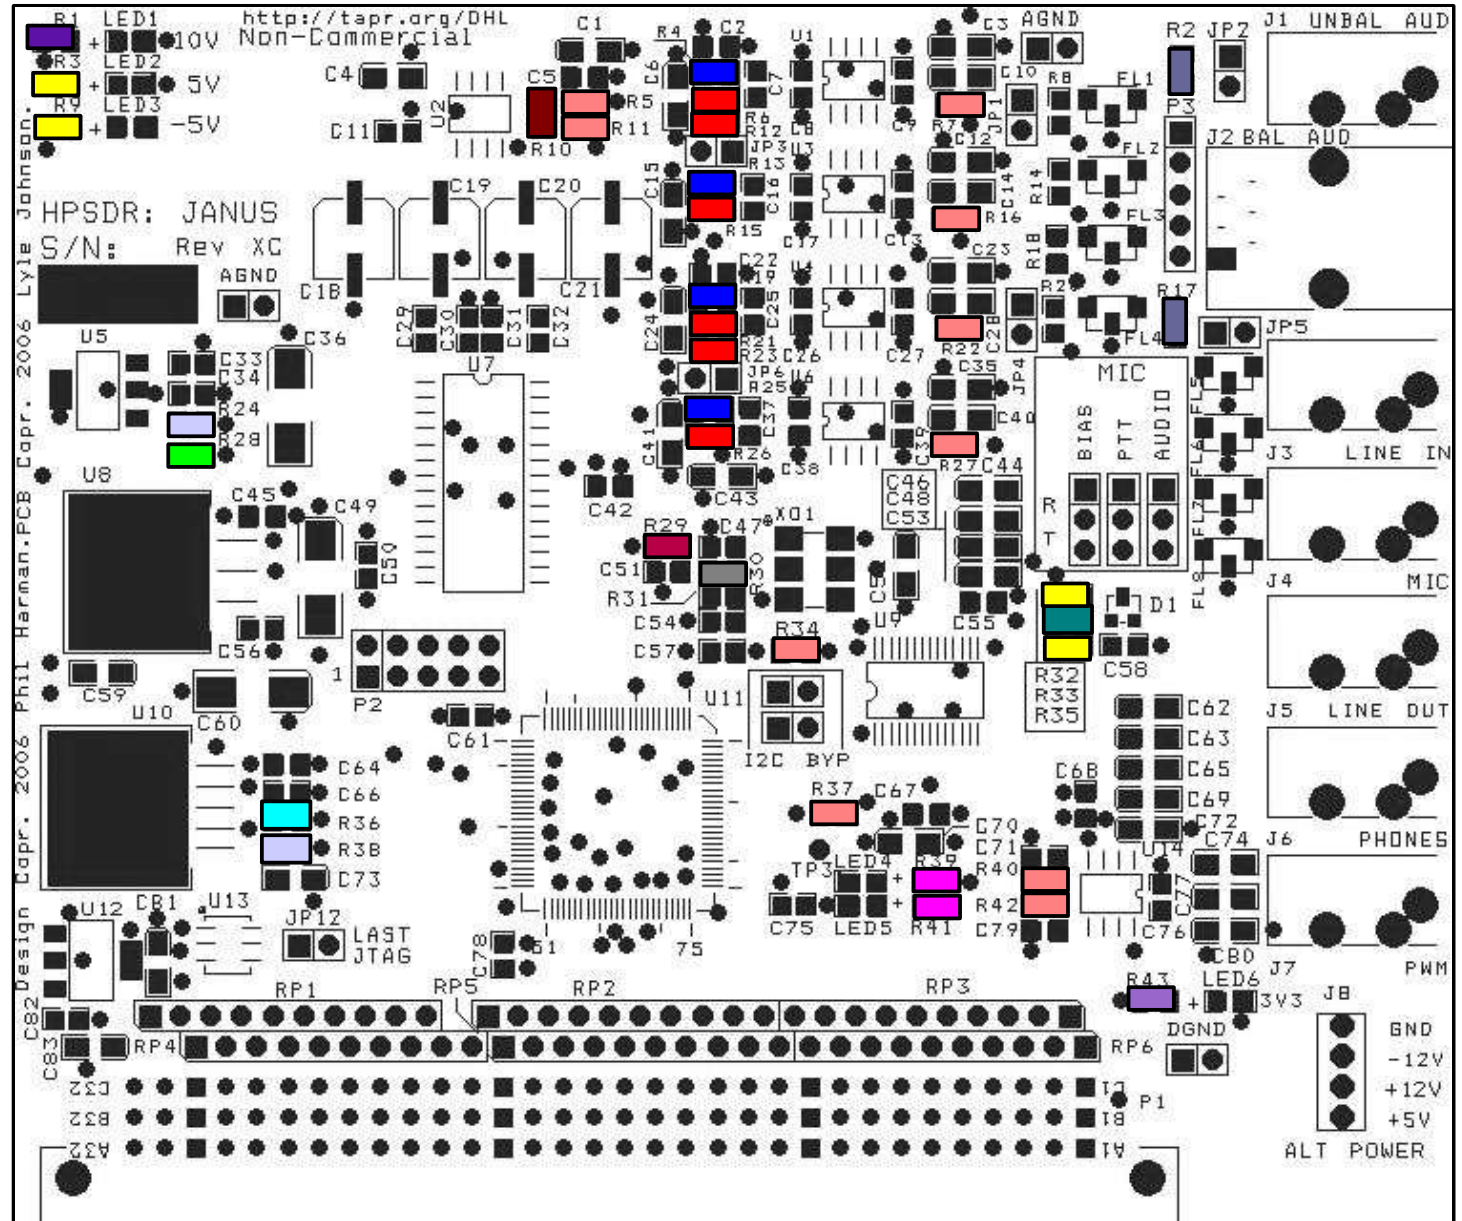 R1 LED1
+ 10V
http://tapr.org/OHL
Non-Commercial
R3 LED2
+ 5V
R9 LED3
+ -5V
C1
R4 C2 U1 C3 AGND
R2 JP2 J1 UNBAL AUD
C4 C5 C6 C7 C10 R8 FL1
U2 R5 JP1 P3
C11 R11 R6 R12 C8 C9 R7
R10 JP3 U3 C12 FL2 J2 BAL AUD
R13
C15 C16 C14 R14
C19 C20
HPSDR: JANUS
S/N: Rev XC
R15 R16 FL3
C17 C13 R18
AGND C18 C21
C22 U4 C23
R19 R29 R17
C24 C25 C28
U5 C36 C29 C30 C31 C32
R21 C26 C27 R22 FL4 JP5
C33 R23
C34 U7 JP6 U6 C35 JP4 MIC
R24 R25 FL5
C37 C40
R28 C41 R26 C39 BIAS PTT AUDIO
U8 C38 R27 C44 FL6 J3 LINE IN
C45 C49 C42 C43 C46
C48
C53
R
T
FL7
C50 R29 C47 X01
C51 R30
R31
FL8 J4 MIC
C56 C54 U9 C55 D1
C57 R34 C58
C59 1 R32
R33
R35
C60 P2 U11 C62 J5 LINE OUT
U10 C61 C63
I2C BYP
C64 C65
C66 R37 C67 C68 C69
R36 C70 C72
R38 C71 C74 J6 PHONES
C73 TP3 LED4 + R39 R40 U14
U12 C81 U13 JP12 LAST
JTAG
C75 LED5 + R41 R42 C77
C78 51 75 C79 C76 C80
J7 PWM
RP1 RP5 RP2 RP3 R43 LED6 J8
+ 3V3
C82 DGND GND
C83 RP4 RP6 -12V
C32 C1 +12V
B32 B1 P1 +5V
A32 A1 ALT POWER
Design Copr. 2006 Phil Harman.PCB Copr. 2006 Lyle Johnson.